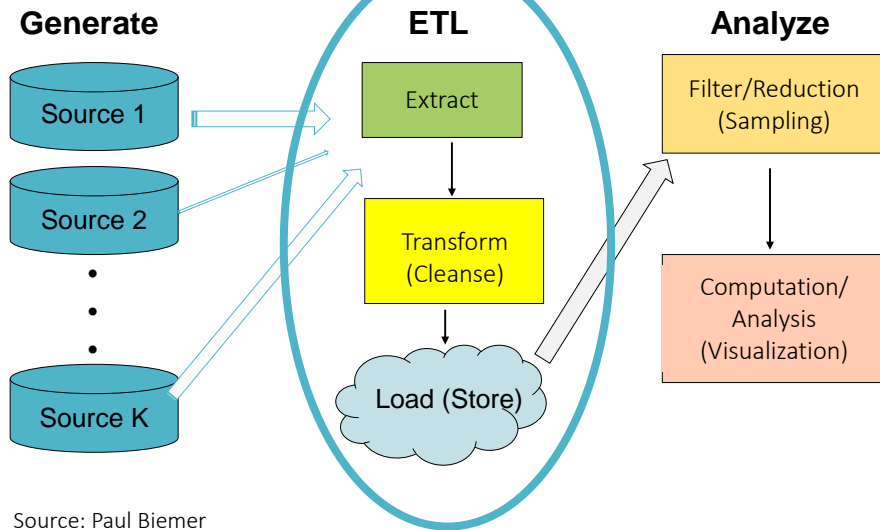 Generate
ETL
Analyze
Source 1
Source 2
Source K
Extract
Transform
(Cleanse)
Load (Store)
Filter/Reduction
(Sampling)
Computation/
Analysis
(Visualization)
Source: Paul Biemer